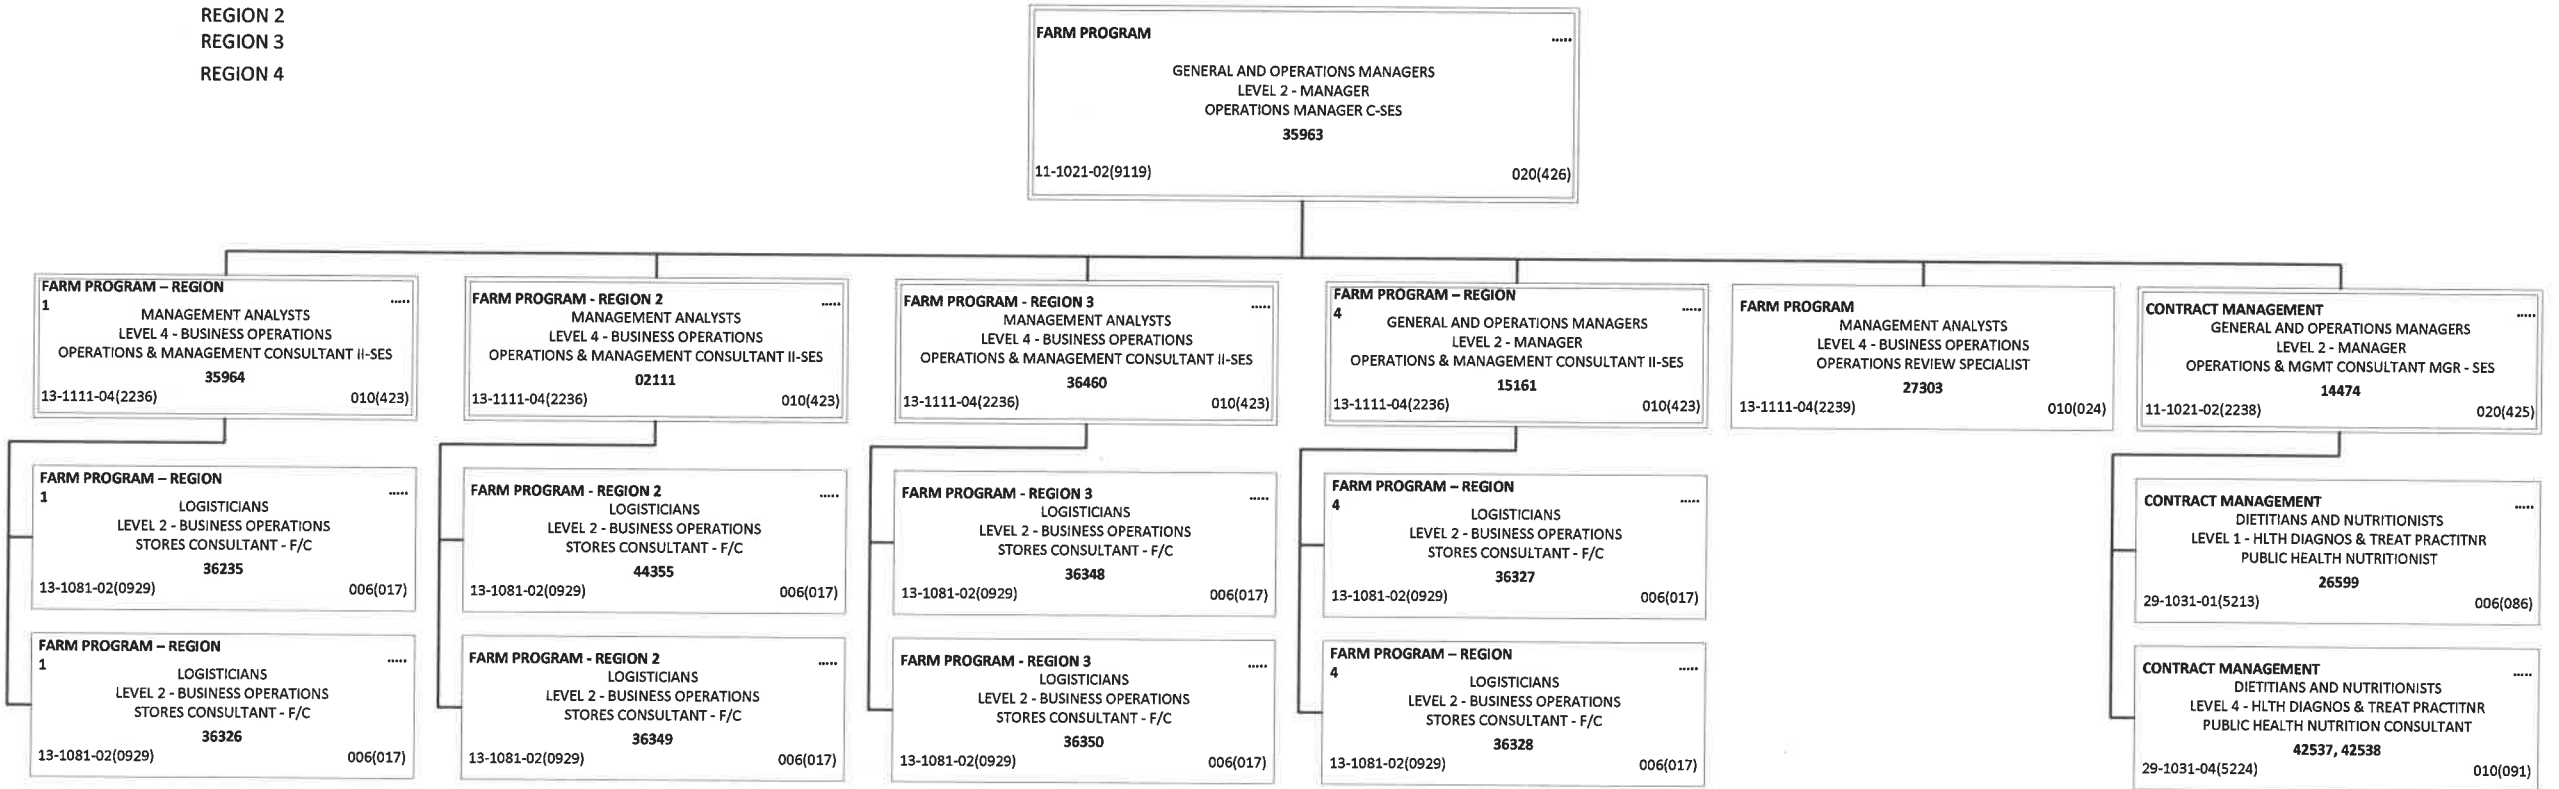 REGION 2
REGION 3
REGION 4
FARM PROGRAM
.....
GENERAL AND OPERATIONS MANAGERS
LEVEL 2 - MANAGER
OPERATIONS MANAGER C-SES
35963
11-1021-02(9119) 020(426)
FARM PROGRAM – REGION
1 .....
MANAGEMENT ANALYSTS
LEVEL 4 - BUSINESS OPERATIONS
OPERATIONS & MANAGEMENT CONSULTANT II-SES
35964
13-1111-04(2236) 010(423)
FARM PROGRAM - REGION 2 .....
MANAGEMENT ANALYSTS
LEVEL 4 - BUSINESS OPERATIONS
OPERATIONS & MANAGEMENT CONSULTANT II-SES
02111
13-1111-04(2236) 010(423)
FARM PROGRAM - REGION 3 .....
MANAGEMENT ANALYSTS
LEVEL 4 - BUSINESS OPERATIONS
OPERATIONS & MANAGEMENT CONSULTANT II-SES
36460
13-1111-04(2236) 010(423)
FARM PROGRAM – REGION
4 .....
GENERAL AND OPERATIONS MANAGERS
LEVEL 2 - MANAGER
OPERATIONS & MANAGEMENT CONSULTANT II-SES
15161
13-1111-04(2236) 010(423)
FARM PROGRAM
MANAGEMENT ANALYSTS
LEVEL 4 - BUSINESS OPERATIONS
OPERATIONS REVIEW SPECIALIST
27303
13-1111-04(2239) 010(024)
CONTRACT MANAGEMENT .....
GENERAL AND OPERATIONS MANAGERS
LEVEL 2 - MANAGER
OPERATIONS & MGMT CONSULTANT MGR - SES
14474
11-1021-02(2238) 020(425)
FARM PROGRAM – REGION
1 .....
LOGISTICIANS
LEVEL 2 - BUSINESS OPERATIONS
STORES CONSULTANT - F/C
36235
13-1081-02(0929) 006(017)
FARM PROGRAM - REGION 2 .....
LOGISTICIANS
LEVEL 2 - BUSINESS OPERATIONS
STORES CONSULTANT - F/C
44355
13-1081-02(0929) 006(017)
FARM PROGRAM - REGION 3 .....
LOGISTICIANS
LEVEL 2 - BUSINESS OPERATIONS
STORES CONSULTANT - F/C
36348
13-1081-02(0929) 006(017)
FARM PROGRAM – REGION
4 .....
LOGISTICIANS
LEVEL 2 - BUSINESS OPERATIONS
STORES CONSULTANT - F/C
36327
13-1081-02(0929) 006(017)
CONTRACT MANAGEMENT .....
DIETITIANS AND NUTRITIONISTS
LEVEL 1 - HLTH DIAGNOS & TREAT PRACTITNR
PUBLIC HEALTH NUTRITIONIST
26599
29-1031-01(5213) 006(086)
FARM PROGRAM – REGION
1 .....
LOGISTICIANS
LEVEL 2 - BUSINESS OPERATIONS
STORES CONSULTANT - F/C
36326
13-1081-02(0929) 006(017)
FARM PROGRAM - REGION 2 .....
LOGISTICIANS
LEVEL 2 - BUSINESS OPERATIONS
STORES CONSULTANT - F/C
36349
13-1081-02(0929) 006(017)
FARM PROGRAM - REGION 3 .....
LOGISTICIANS
LEVEL 2 - BUSINESS OPERATIONS
STORES CONSULTANT - F/C
36350
13-1081-02(0929) 006(017)
FARM PROGRAM – REGION
4 .....
LOGISTICIANS
LEVEL 2 - BUSINESS OPERATIONS
STORES CONSULTANT - F/C
36328
13-1081-02(0929) 006(017)
CONTRACT MANAGEMENT .....
DIETITIANS AND NUTRITIONISTS
LEVEL 4 - HLTH DIAGNOS & TREAT PRACTITNR
PUBLIC HEALTH NUTRITION CONSULTANT
42537, 42538
29-1031-04(5224) 010(091)